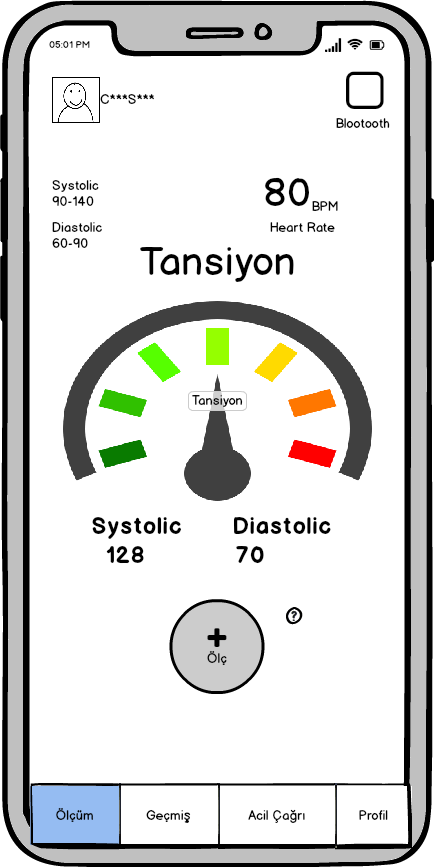 05:01 PM
C***S***
Blootooth
Systolic
90-140
80 BPM
Diastolic
60-90
Heart Rate
Tansiyon
Tansiyon
Systolic Diastolic
128 70
?
+
Ölç
Ölçüm Geçmiş Acil Çağrı Profil